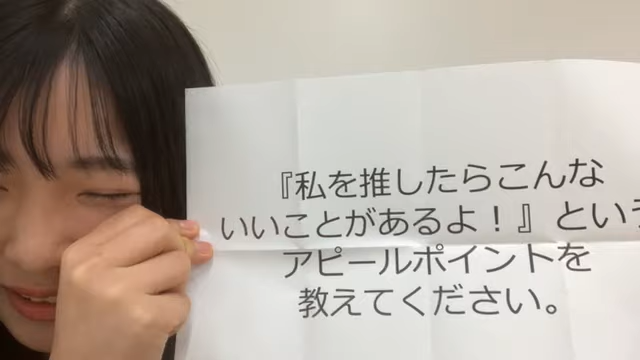 『私を推したらこんな
いいことがあるよ！』という
アピールポイントを
教えてください。